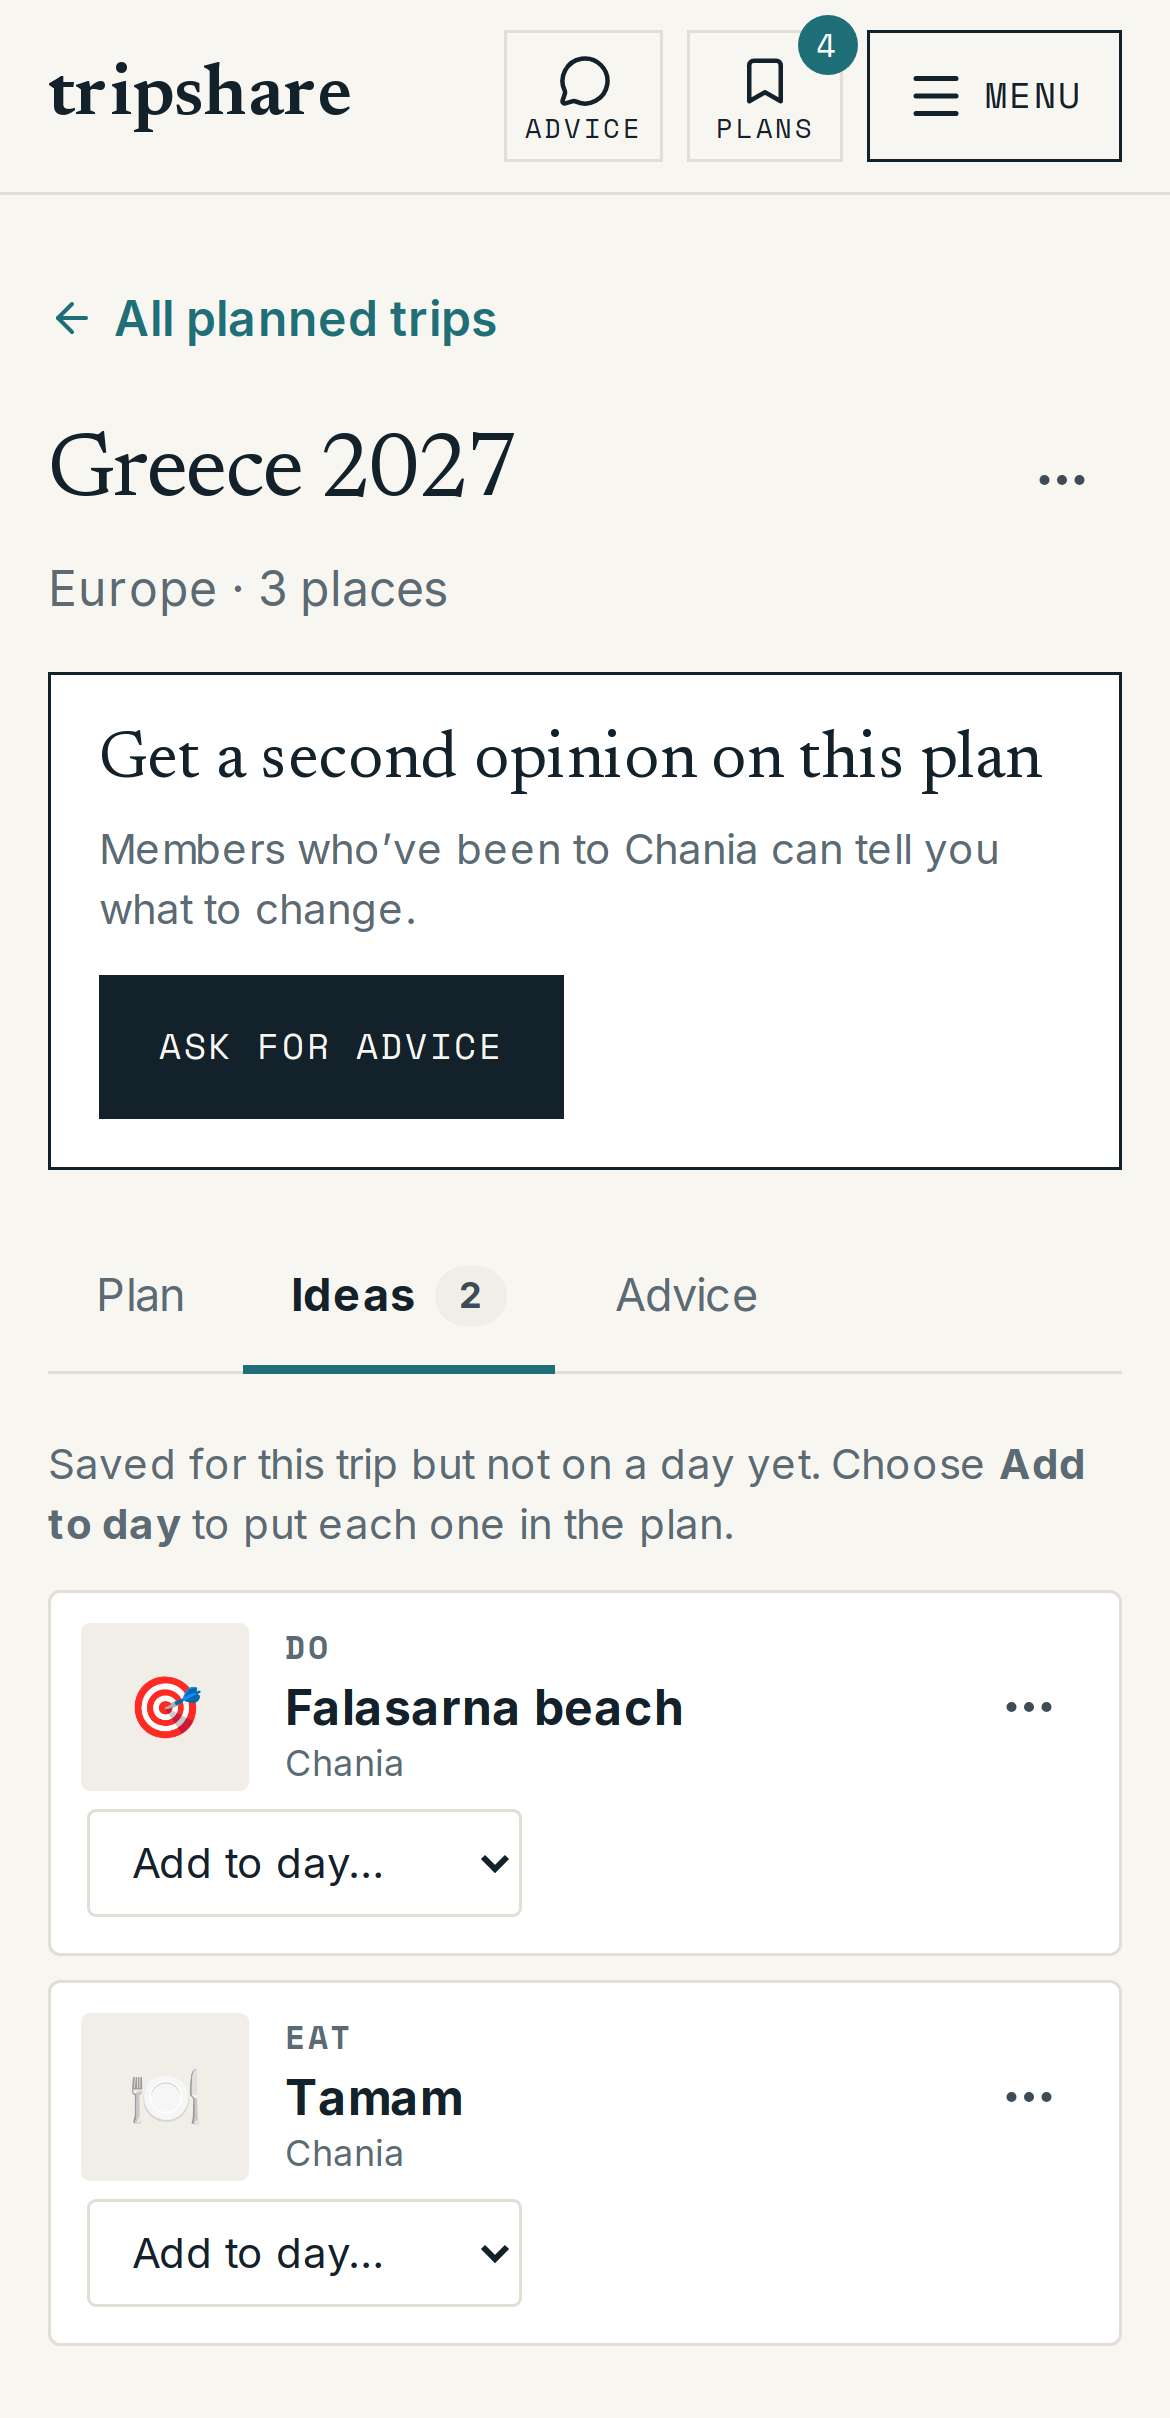 tripshare
ADVICE
PLANS
4
MENU
← All planned trips
Greece 2027
Europe · 3 places
Get a second opinion on this plan
Members who’ve been to Chania can tell you
what to change.
ASK FOR ADVICE
Plan
Ideas 2
Advice
Saved for this trip but not on a day yet. Choose Add
to day to put each one in the plan.
DO
Falasarna beach
Chania
Add to day...
EAT
Tamam
Chania
Add to day...